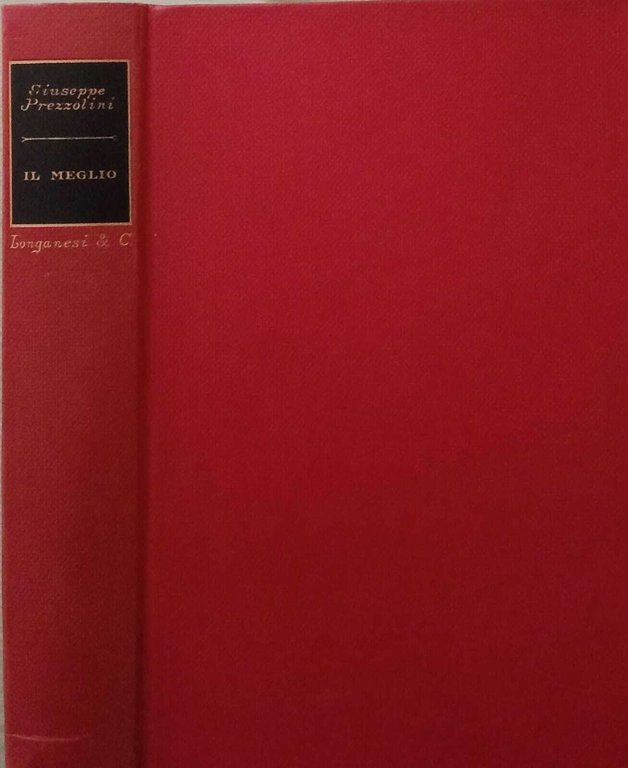 Giuseppe
Prezzolini
IL MEGLIO
Longanesi & C.